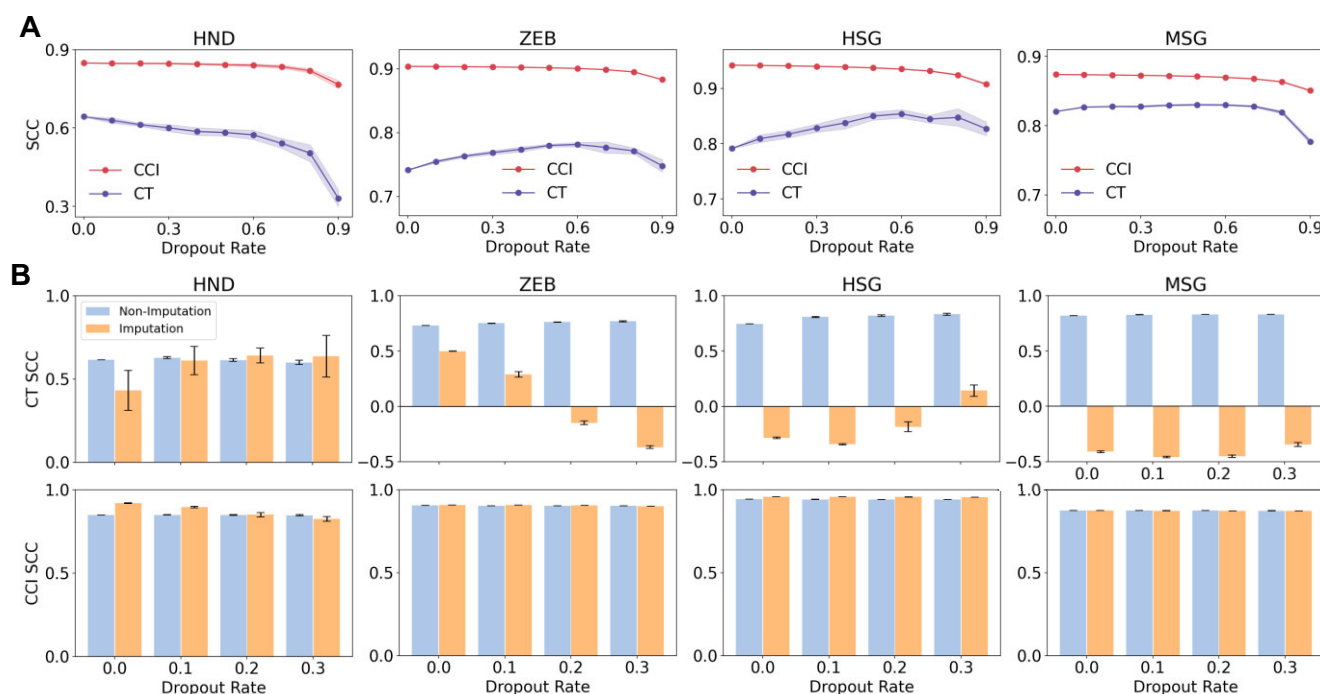 A
HND ZEB HSG MSG
0.9
0.6
0.3
SCC
CCI
CT
0.0 0.3 0.6 0.9
Dropout Rate
0.9
0.8
0.7
CCI
CT
0.0 0.3 0.6 0.9
Dropout Rate
0.9
0.8
0.7
CCI
CT
0.0 0.3 0.6 0.9
Dropout Rate
0.9
0.8
0.7
CCI
CT
0.0 0.3 0.6 0.9
Dropout Rate
B
HND ZEB HSG MSG
1.0
0.5
0.0
CT SCC
Non-Imputation
Imputation
1.0
0.5
0.0
−0.5
1.0
0.5
0.0
−0.5
1.0
0.5
0.0
−0.5
0.0 0.1 0.2 0.3
1.0
0.5
0.0
CCI SCC
0.0 0.1 0.2 0.3
Dropout Rate
1.0
0.5
0.0
0.0 0.1 0.2 0.3
Dropout Rate
1.0
0.5
0.0
0.0 0.1 0.2 0.3
Dropout Rate
1.0
0.5
0.0
0.0 0.1 0.2 0.3
Dropout Rate